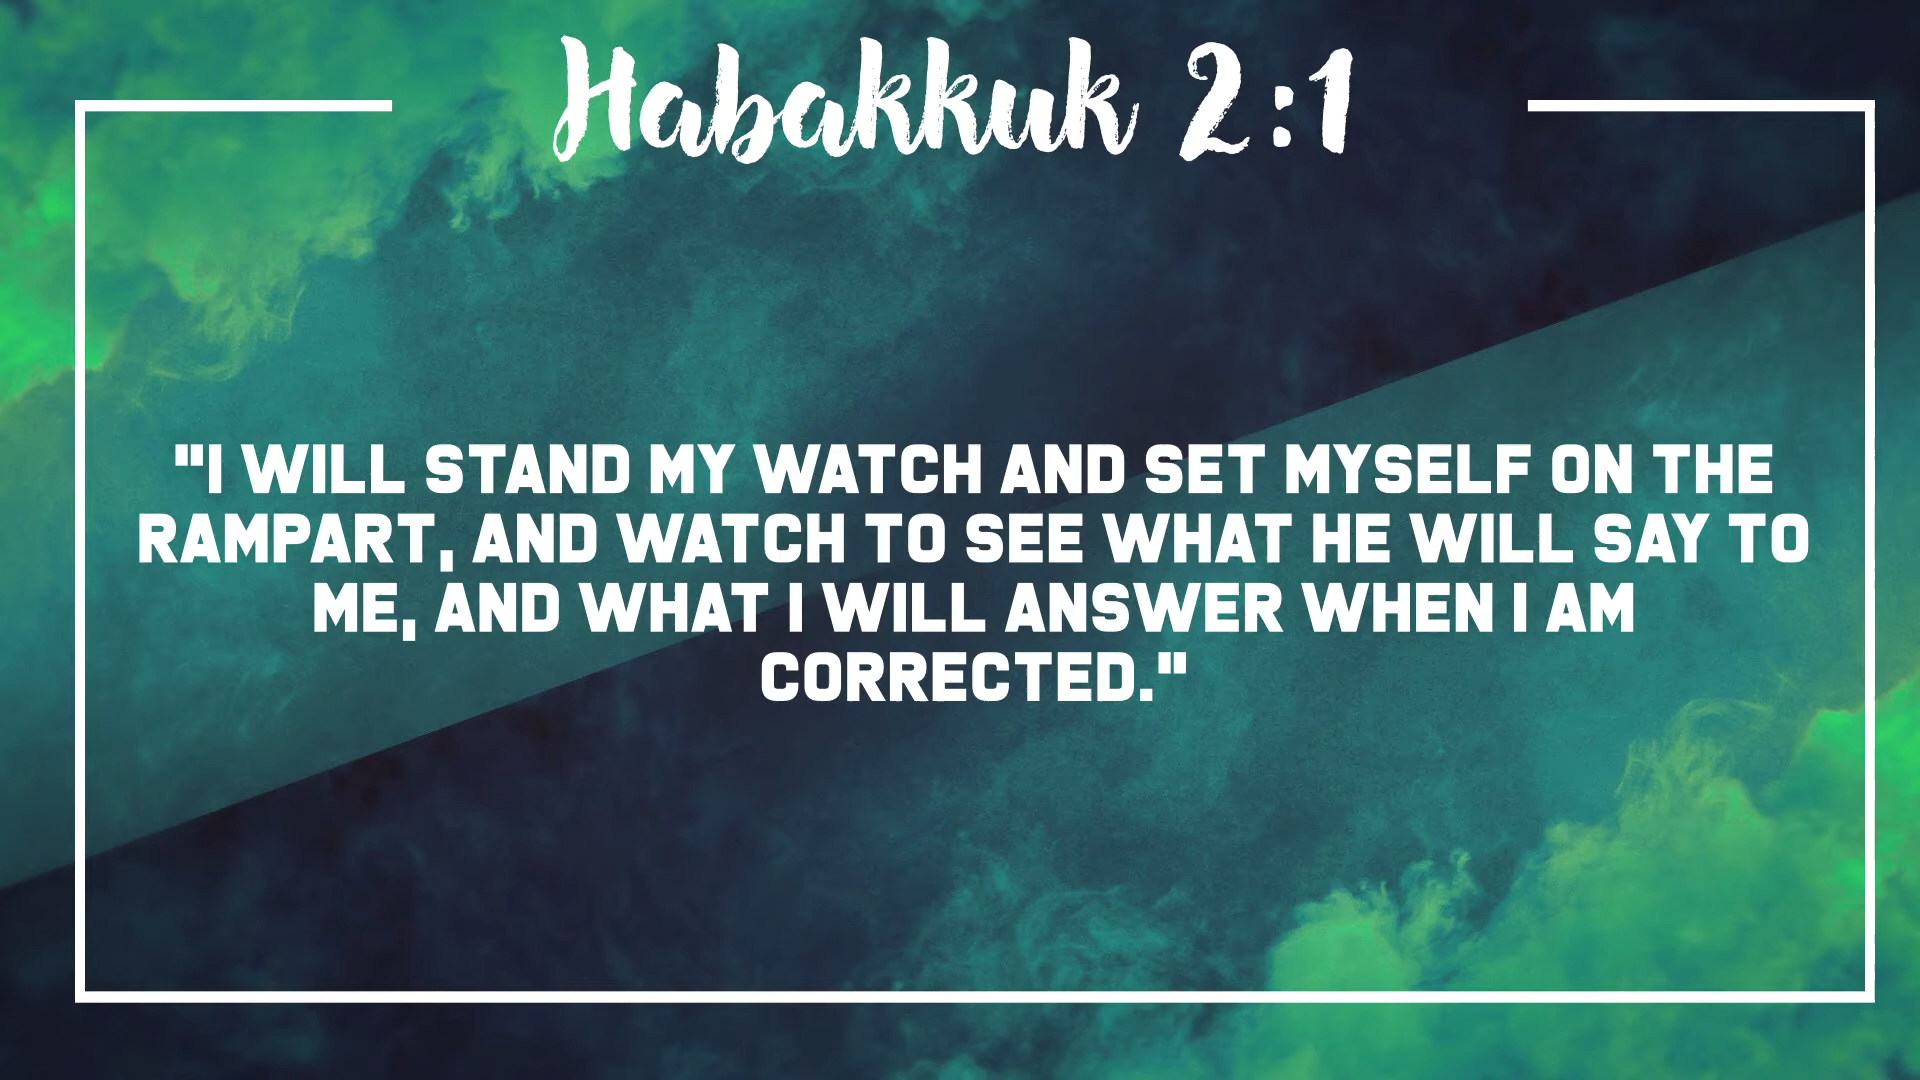 Habakkuk 2:1
"I WILL STAND MY WATCH AND SET MYSELF ON THE
RAMPART, AND WATCH TO SEE WHAT HE WILL SAY TO
ME, AND WHAT I WILL ANSWER WHEN I AM
CORRECTED."